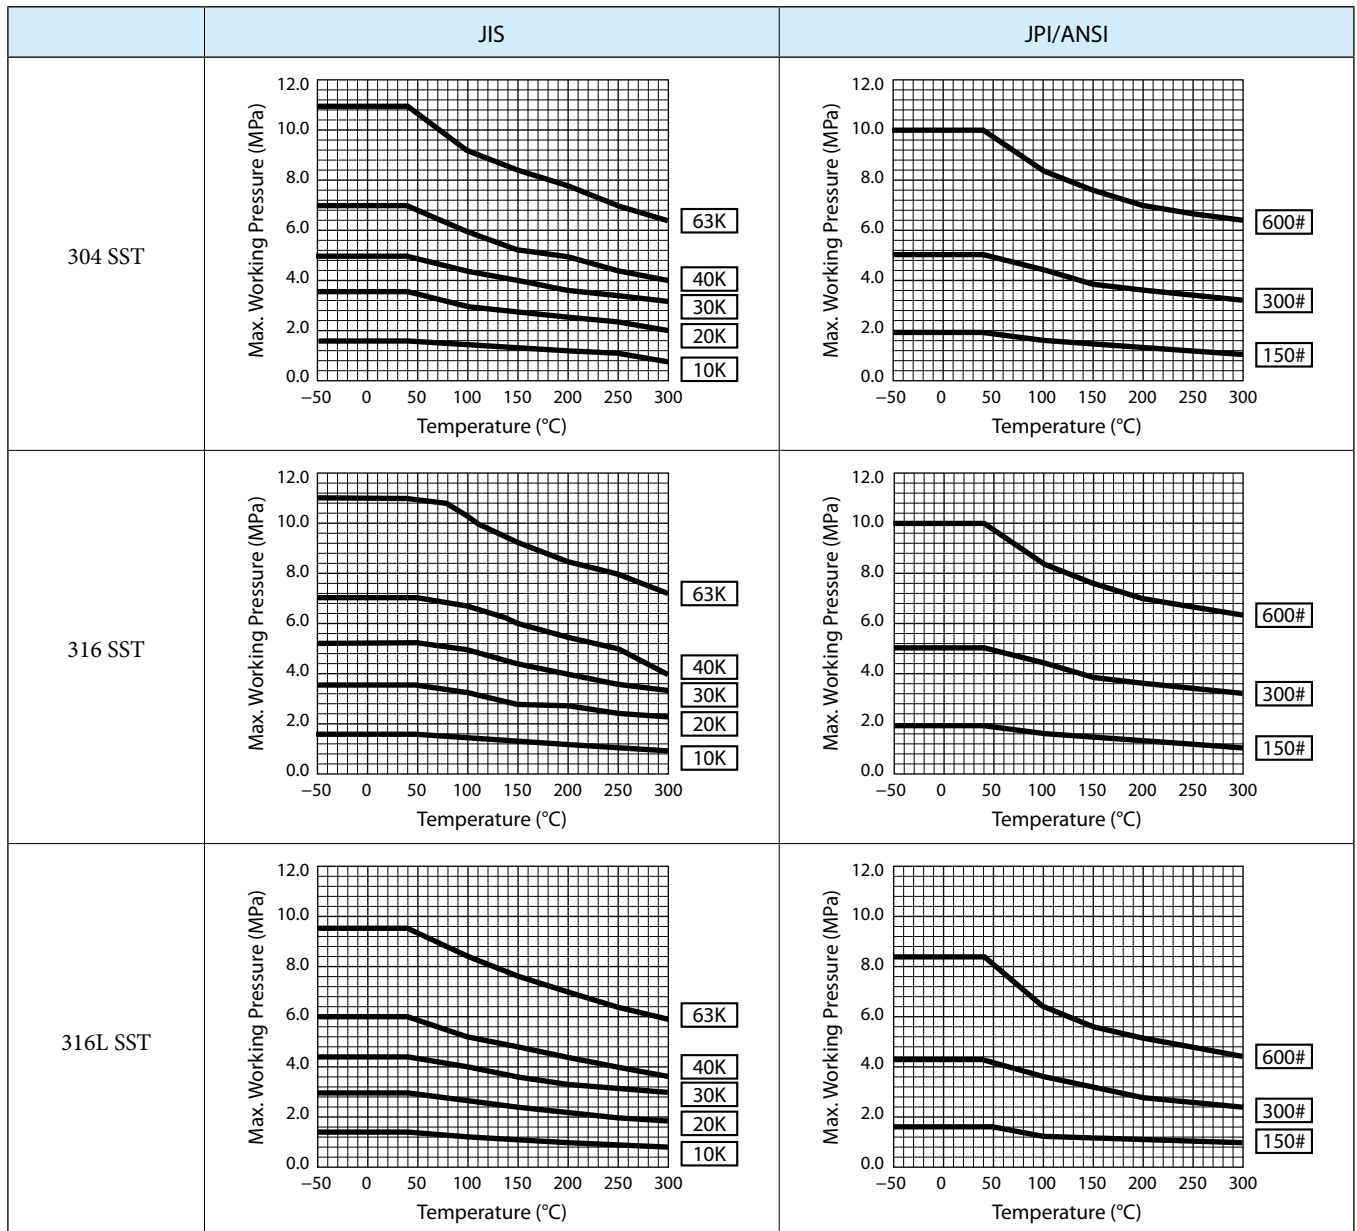 JIS
JPI/ANSI
304 SST
Max. Working Pressure (MPa)
12.0
10.0
8.0
6.0
4.0
2.0
0.0
63K
40K
30K
20K
10K
−50 0 50 100 150 200 250 300
Temperature (°C)
Max. Working Pressure (MPa)
12.0
10.0
8.0
6.0
4.0
2.0
0.0
600#
300#
150#
−50 0 50 100 150 200 250 300
Temperature (°C)
316 SST
Max. Working Pressure (MPa)
12.0
10.0
8.0
6.0
4.0
2.0
0.0
63K
40K
30K
20K
10K
−50 0 50 100 150 200 250 300
Temperature (°C)
Max. Working Pressure (MPa)
12.0
10.0
8.0
6.0
4.0
2.0
0.0
600#
300#
150#
−50 0 50 100 150 200 250 300
Temperature (°C)
316L SST
Max. Working Pressure (MPa)
12.0
10.0
8.0
6.0
4.0
2.0
0.0
63K
40K
30K
20K
10K
−50 0 50 100 150 200 250 300
Temperature (°C)
Max. Working Pressure (MPa)
12.0
10.0
8.0
6.0
4.0
2.0
0.0
600#
300#
150#
−50 0 50 100 150 200 250 300
Temperature (°C)